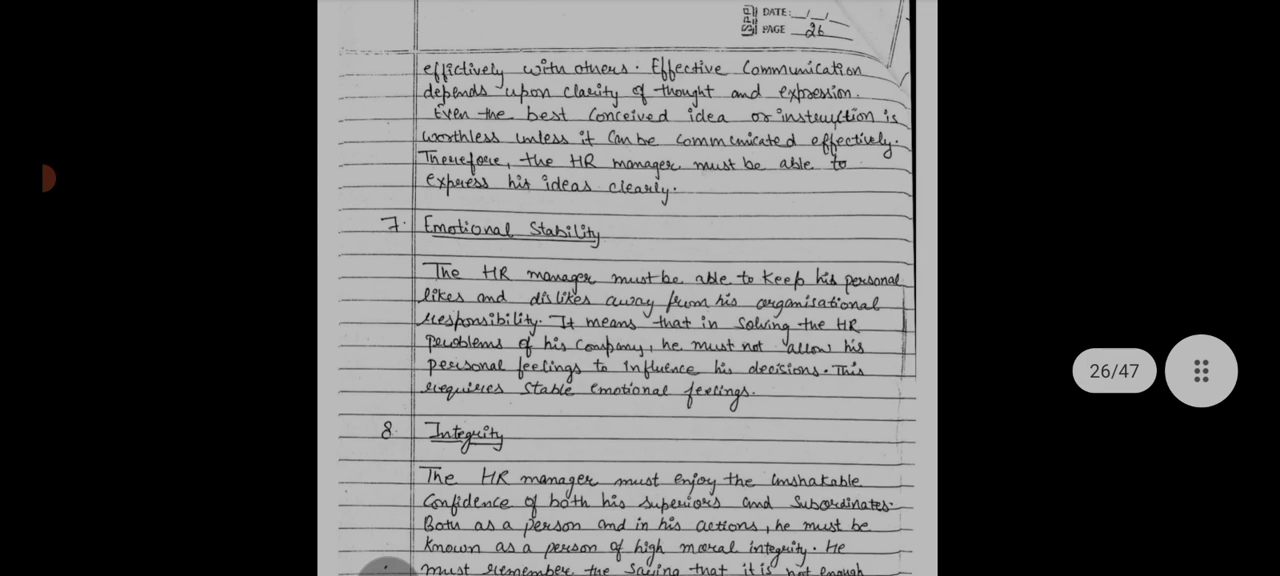 DATE: _/_/_
PAGE 26
effictively with others. Effective Communication
depends upon clarity of thought and expression.
Even the best conceived idea or instruction is
worthless unless it can be communicated effectively.
Therefore, the HR manager must be able to
express his ideas clearly.
7. Emotional Stability
The HR manager must be able to keep his personal
likes and dislikes away from his organisational
responsibility. It means that in solving the HR
problems of his company, he must not allow his
personal feelings to influence his decisions. This
requires stable emotional feelings.
8. Integrity
The HR manager must enjoy the unshakable
confidence of both his superiors and subordinates.
Both as a person and in his actions, he must be
known as a person of high moral integrity. He
must remember the saying that it is not enough
26/47